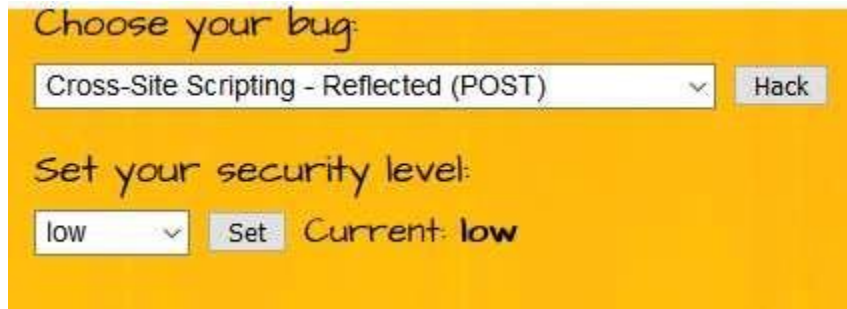 Choose your bug:
Cross-Site Scripting - Reflected (POST) Hack
Set your security level:
low Set Current: low